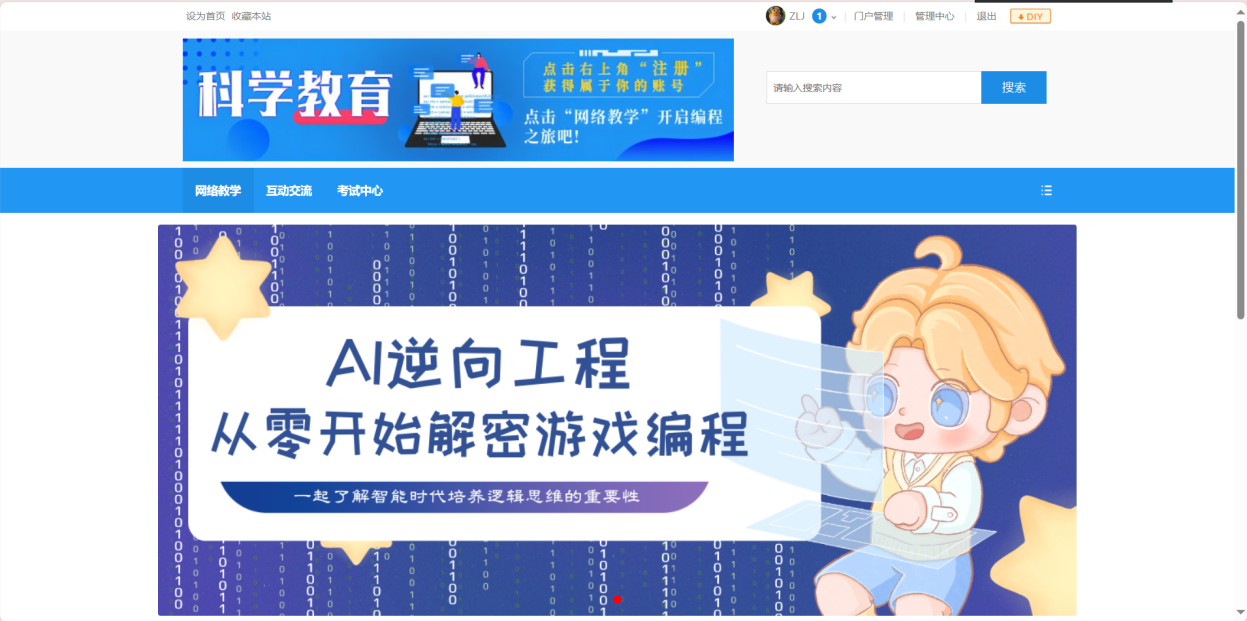 设为首页 收藏本站
ZLJ 1 门户管理 管理中心 退出 DIY
科学教育
点击右上角“注册”
获得属于你的账号
点击“网络教学”开启编程
之旅吧!
请输入搜索内容 搜索
网络教学 互动交流 考试中心
AI逆向工程
从零开始解密游戏编程
一起了解智能时代培养逻辑思维的重要性